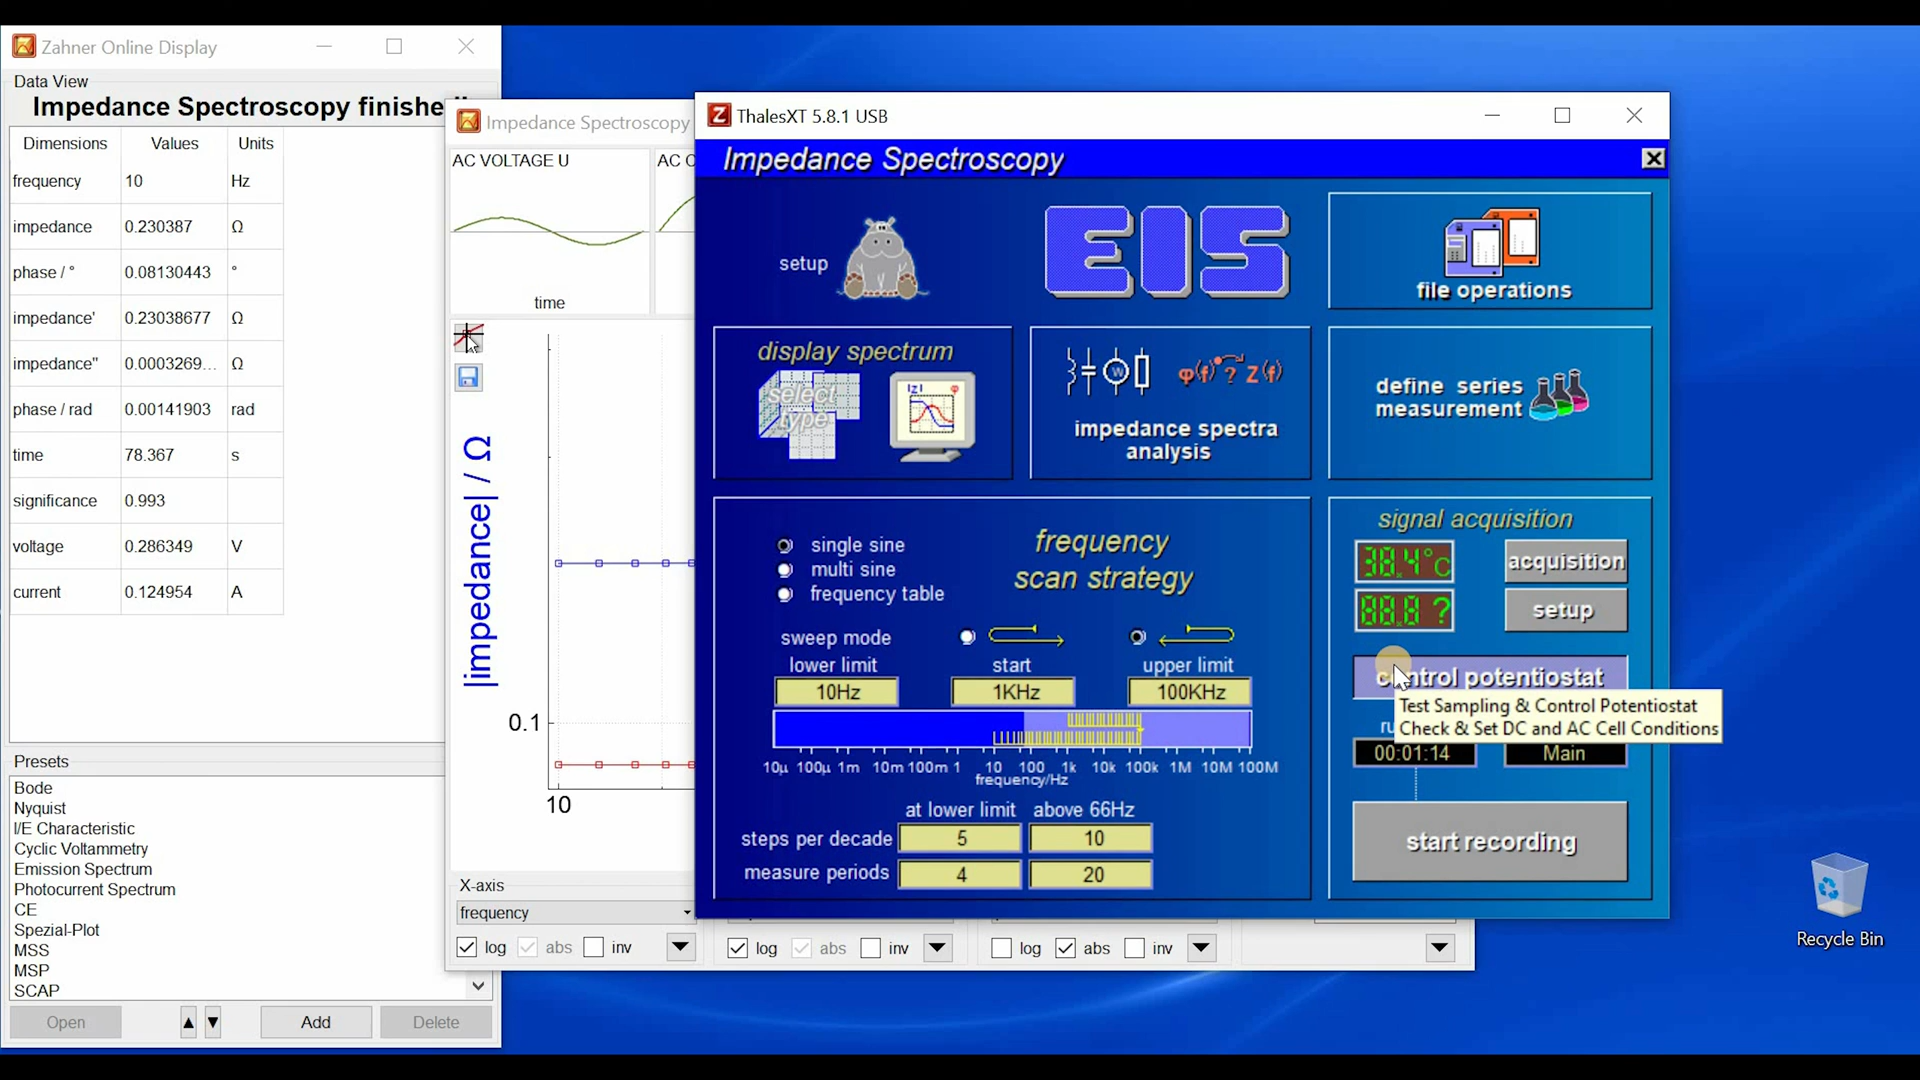 Zahner Online Display
Data View
Impedance Spectroscopy finishe
Dimensions Values Units
frequency 10 Hz
impedance 0.230387 Ω
phase / ° 0.08130443 °
impedance' 0.23038677 Ω
impedance'' 0.0003269... Ω
phase / rad 0.00141903 rad
time 78.367 s
significance 0.993
voltage 0.286349 V
current 0.124954 A
Presets
Bode
Nyquist
I/E Characteristic
Cyclic Voltammetry
Emission Spectrum
Photocurrent Spectrum
CE
Spezial-Plot
MSS
MSP
SCAP
Open ▲ ▼ Add Delete
Impedance Spectroscopy
AC VOLTAGE U AC C
time
|impedance| / Ω
0.1
10
X-axis
frequency
log abs inv log abs inv log abs inv
ThalesXT 5.8.1 USB
Impedance Spectroscopy
setup
EIS
file operations
display spectrum
select
type
|Z| φ
W φ(f) ? Z(f)
impedance spectra
analysis
define series
measurement
single sine
multi sine
frequency table
frequency
scan strategy
sweep mode
lower limit start upper limit
10Hz 1KHz 100KHz
10μ 100μ 1m 10m 100m 1 10 100 1k 10k 100k 1M 10M 100M
frequency/Hz
at lower limit above 66Hz
steps per decade 5 10
measure periods 4 20
signal acquisition
38.4°C acquisition
88.8 ? setup
control potentiostat
Test Sampling & Control Potentiostat
Check & Set DC and AC Cell Conditions
ru
00:01:14 Main
start recording
Recycle Bin